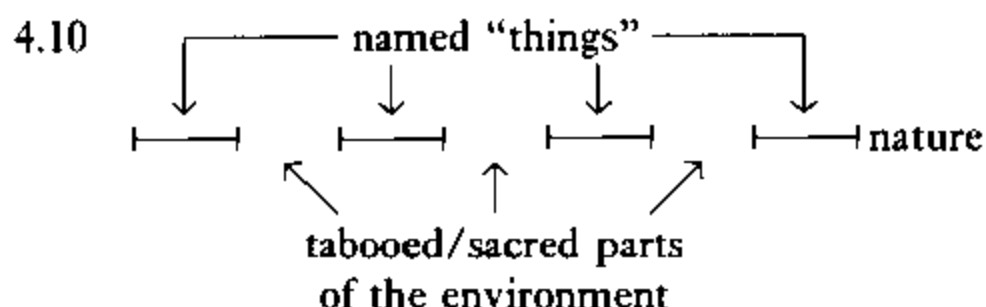 4.10
named “things”
nature
tabooed/sacred parts
of the environment